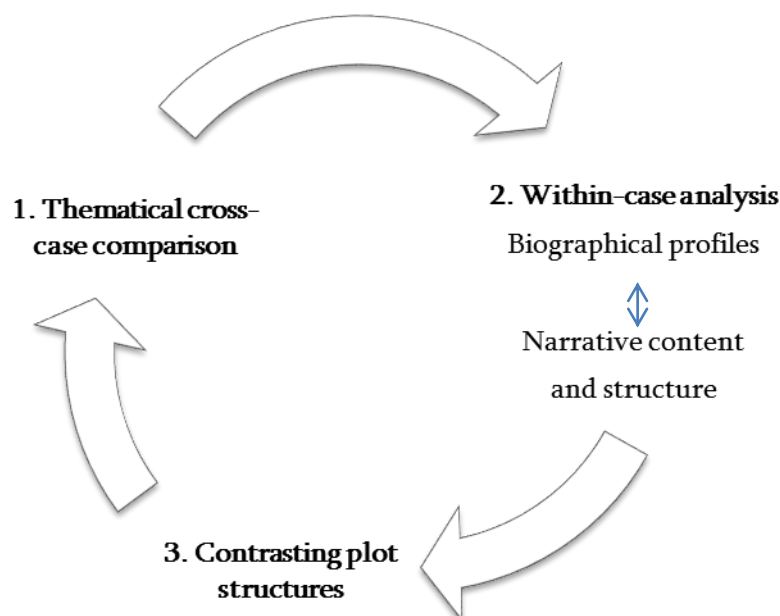 1. Thematical cross-
case comparison
2. Within-case analysis
Biographical profiles
Narrative content
and structure
3. Contrasting plot
structures